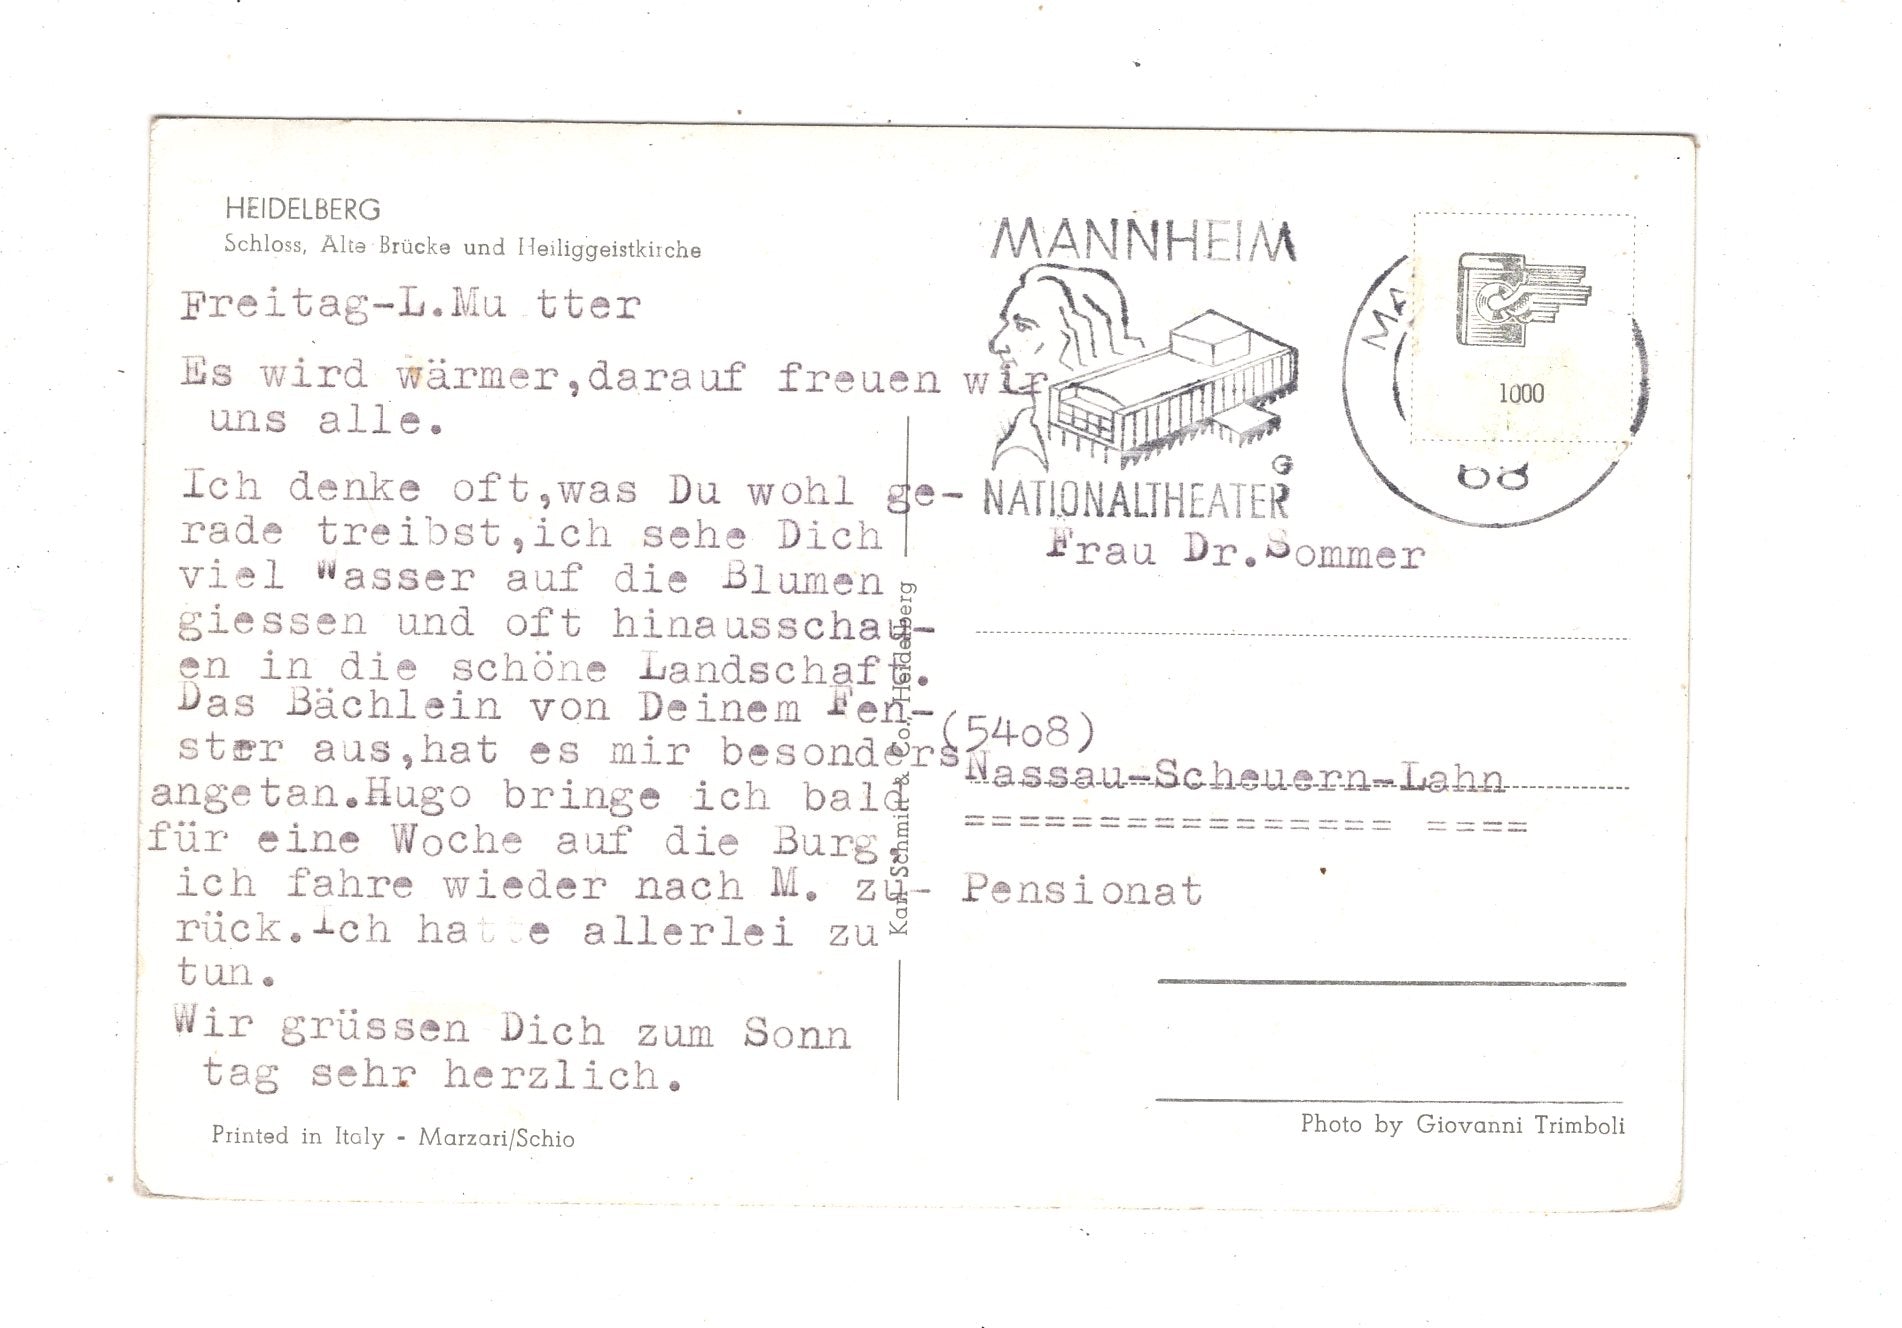 HEIDELBERG
Schloss, Alte Brücke und Heiliggeistkirche
Freitag-L.Mu tter
Es wird wärmer,darauf freuen wir
uns alle.
Ich denke oft,was Du wohl ge-
rade treibst,ich sehe Dich
viel Wasser auf die Blumen
giessen und oft hinausschau-
en in die schöne Landschaft.
Das Bächlein von Deinem Fen-
ster aus,hat es mir besonders
angetan.Hugo bringe ich bald
für eine Woche auf die Burg.
ich fahre wieder nach M. zu-
rück.Ich hatte allerlei zu
tun.
Wir grüssen Dich zum Sonn
tag sehr herzlich.
Printed in Italy - Marzari/Schio
Karl Schmitt & Co., Heidelberg
MANNHEIM
G
NATIONALTHEATER
1000
Frau Dr.Sommer
(5408)
Nassau-Scheuern-Lahn
================ ====
Pensionat
Photo by Giovanni Trimboli